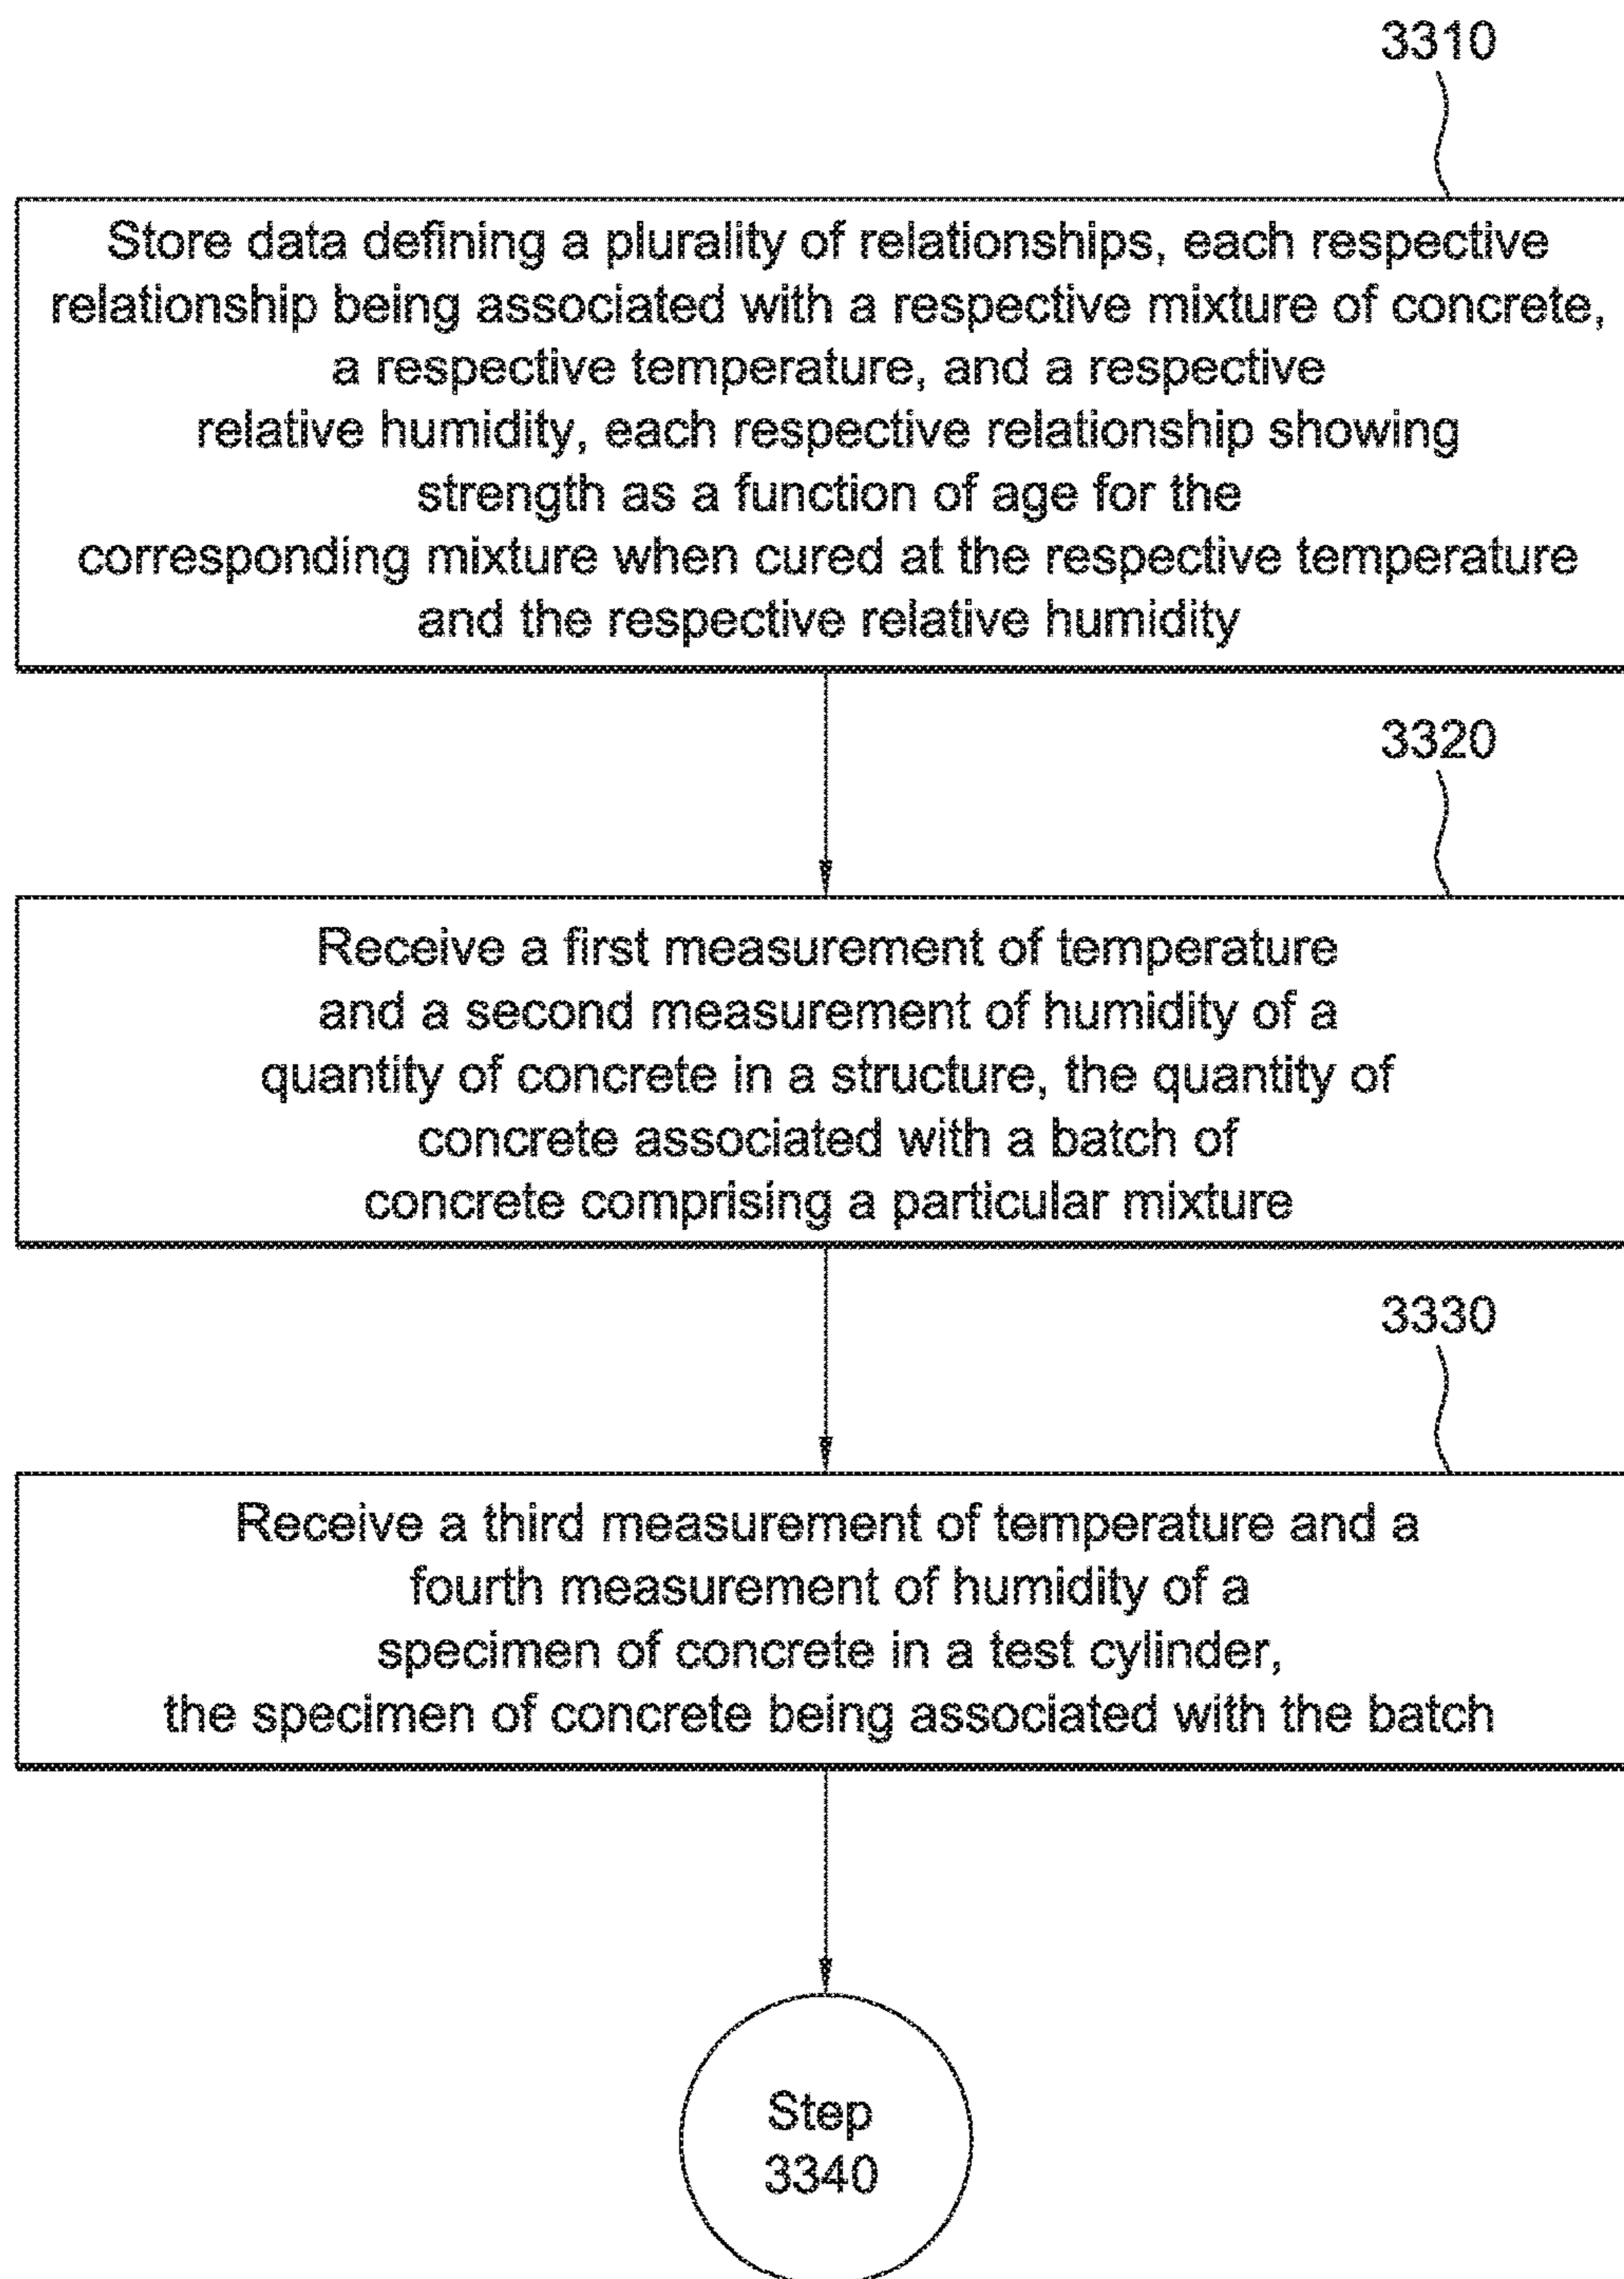 3310
Store data defining a plurality of relationships, each respective
relationship being associated with a respective mixture of concrete,
a respective temperature, and a respective
relative humidity, each respective relationship showing
strength as a function of age for the
corresponding mixture when cured at the respective temperature
and the respective relative humidity
3320
Receive a first measurement of temperature
and a second measurement of humidity of a
quantity of concrete in a structure, the quantity of
concrete associated with a batch of
concrete comprising a particular mixture
3330
Receive a third measurement of temperature and a
fourth measurement of humidity of a
specimen of concrete in a test cylinder,
the specimen of concrete being associated with the batch
Step
3340